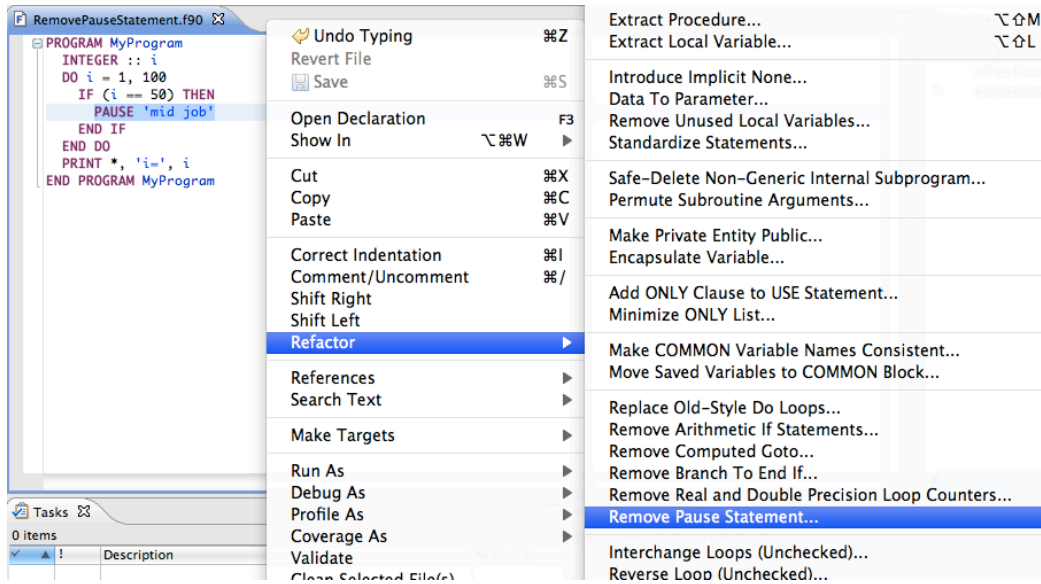 RemovePauseStatement.f90
PROGRAM MyProgram
INTEGER :: i
DO i = 1, 100
IF (i == 50) THEN
PAUSE 'mid job'
END IF
END DO
PRINT *, 'i=', i
END PROGRAM MyProgram
Tasks
0 items
! Description
Undo Typing ⌘Z
Revert File
Save ⌘S
Open Declaration F3
Show In ⌥⌘W ▶
Cut ⌘X
Copy ⌘C
Paste ⌘V
Correct Indentation ⌘I
Comment/Uncomment ⌘/
Shift Right
Shift Left
Refactor ▶
References ▶
Search Text ▶
Make Targets ▶
Run As ▶
Debug As ▶
Profile As ▶
Coverage As ▶
Validate
Clean Selected File(s)
Extract Procedure... ⌥⇧M
Extract Local Variable... ⌥⇧L
Introduce Implicit None...
Data To Parameter...
Remove Unused Local Variables...
Standardize Statements...
Safe-Delete Non-Generic Internal Subprogram...
Permute Subroutine Arguments...
Make Private Entity Public...
Encapsulate Variable...
Add ONLY Clause to USE Statement...
Minimize ONLY List...
Make COMMON Variable Names Consistent...
Move Saved Variables to COMMON Block...
Replace Old-Style Do Loops...
Remove Arithmetic If Statements...
Remove Computed Goto...
Remove Branch To End If...
Remove Real and Double Precision Loop Counters...
Remove Pause Statement...
Interchange Loops (Unchecked)...
Reverse Loop (Unchecked)...